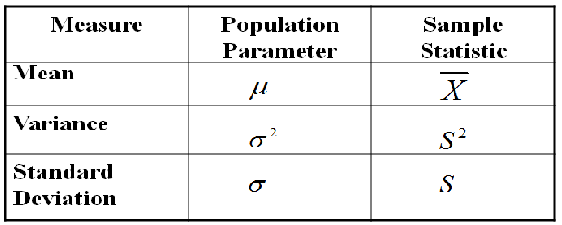 Measure Population Parameter Sample Statistic
Mean μ X̅
Variance σ² S²
Standard Deviation σ S